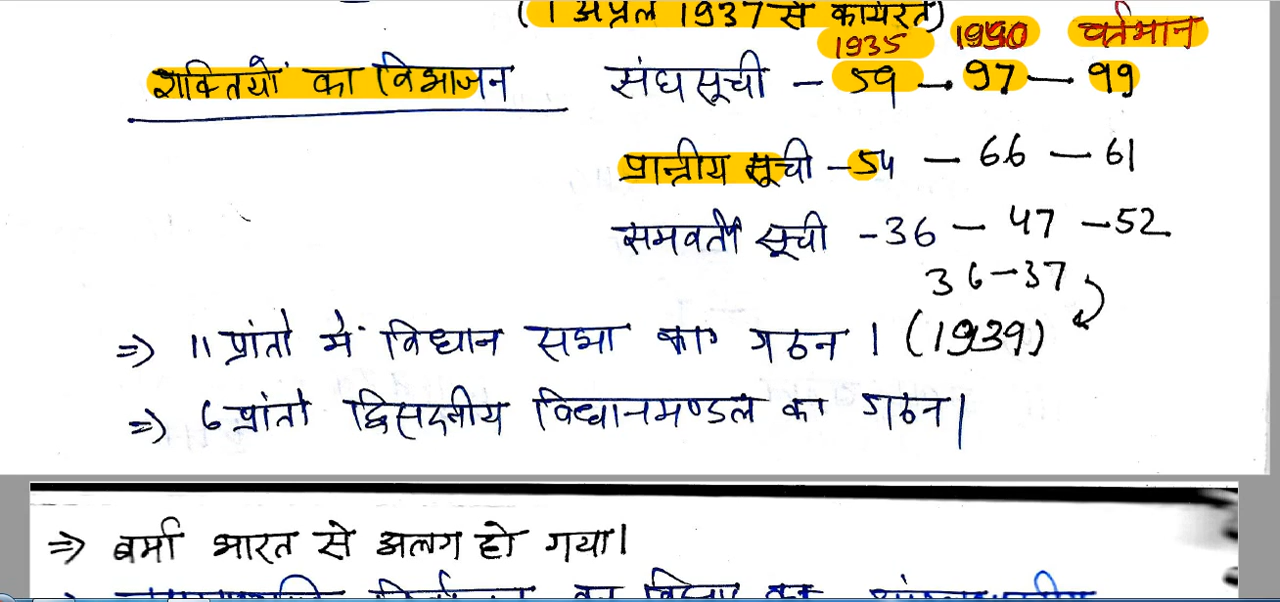 (1 अप्रैल 1937 से कार्यरत)
1935 1950 वर्तमान
शक्तियों का विभाजन संघ सूची - 59 - 97 - 99
प्रान्तीय सूची - 54 - 66 - 61
समवर्ती सूची - 36 - 47 - 52
36-37
⇒ 11 प्रांतो में विधान सभा का गठन । (1939)
⇒ 6 प्रांतो द्विसदनीय विधानमण्डल का गठन।
⇒ बर्मा भारत से अलग हो गया।